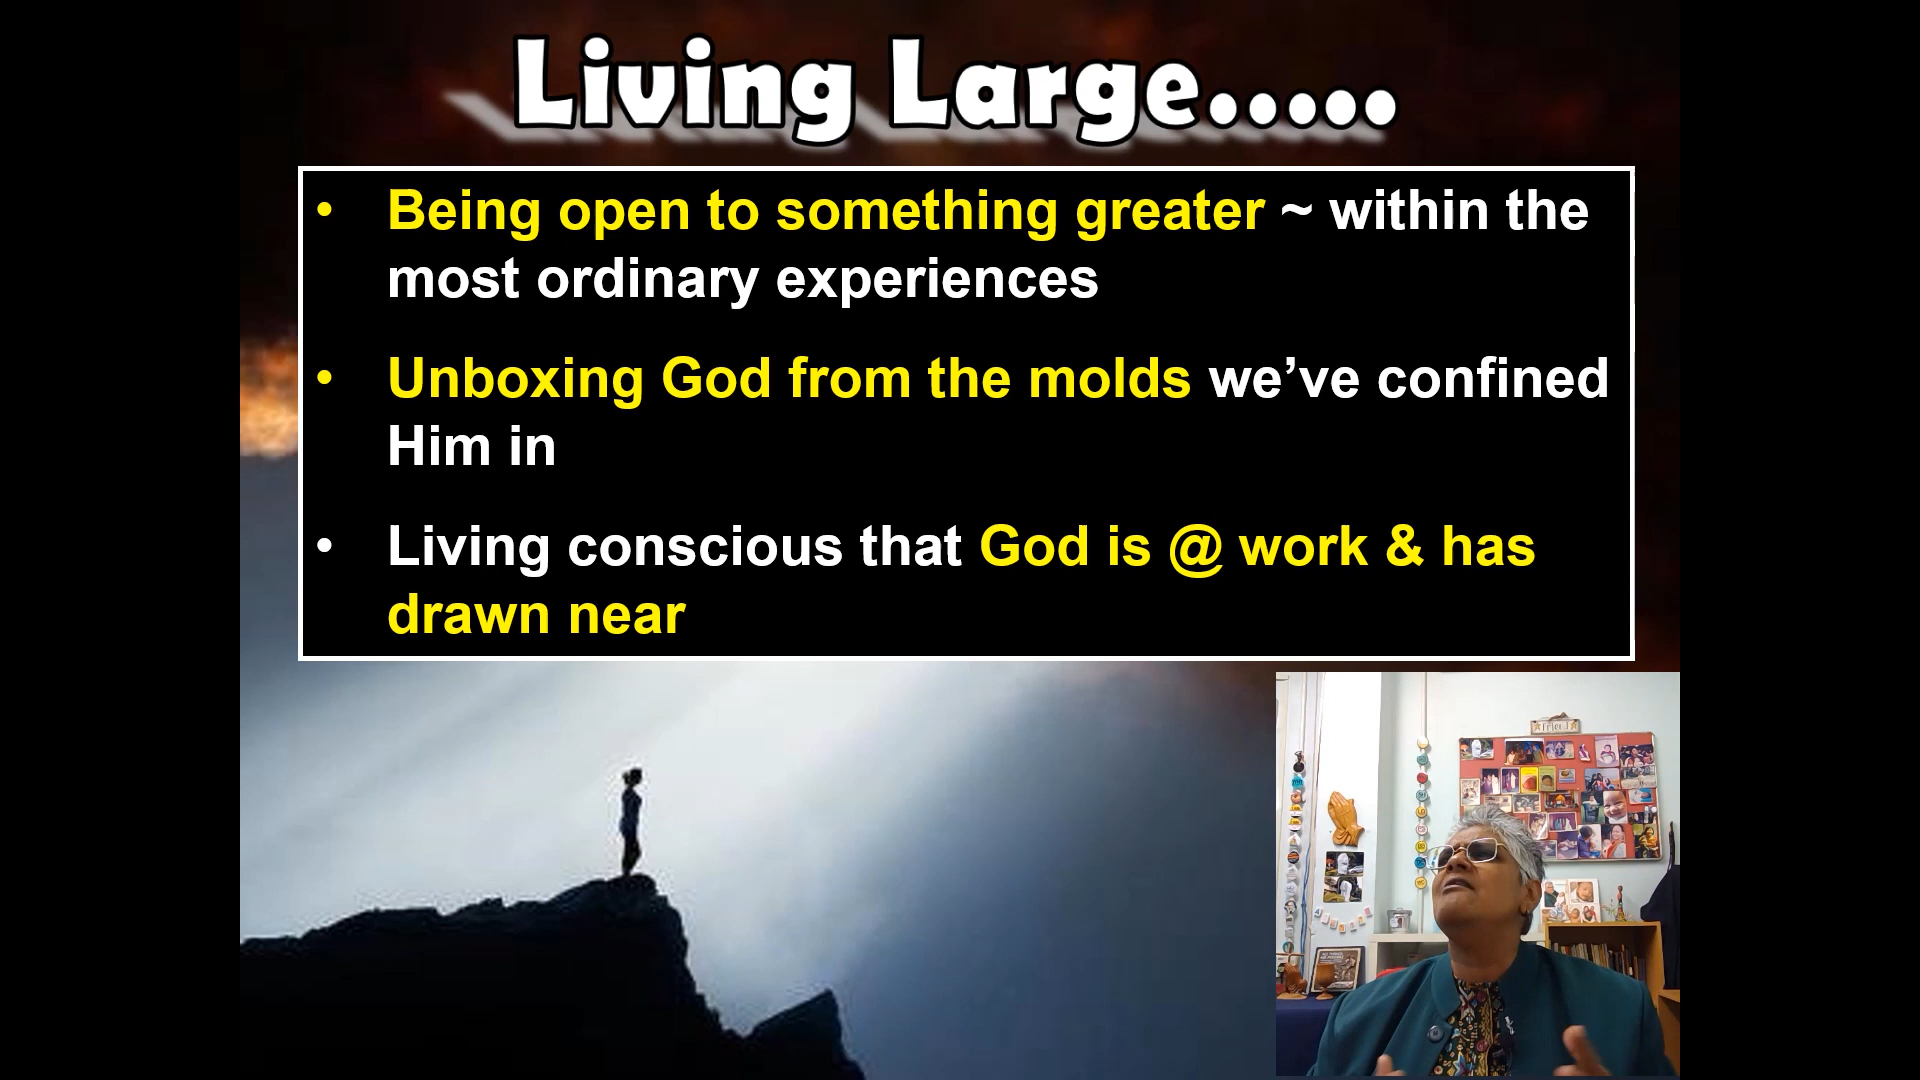 Living Large.....
• Being open to something greater ~ within the
most ordinary experiences
• Unboxing God from the molds we’ve confined
Him in
• Living conscious that God is @ work & has
drawn near